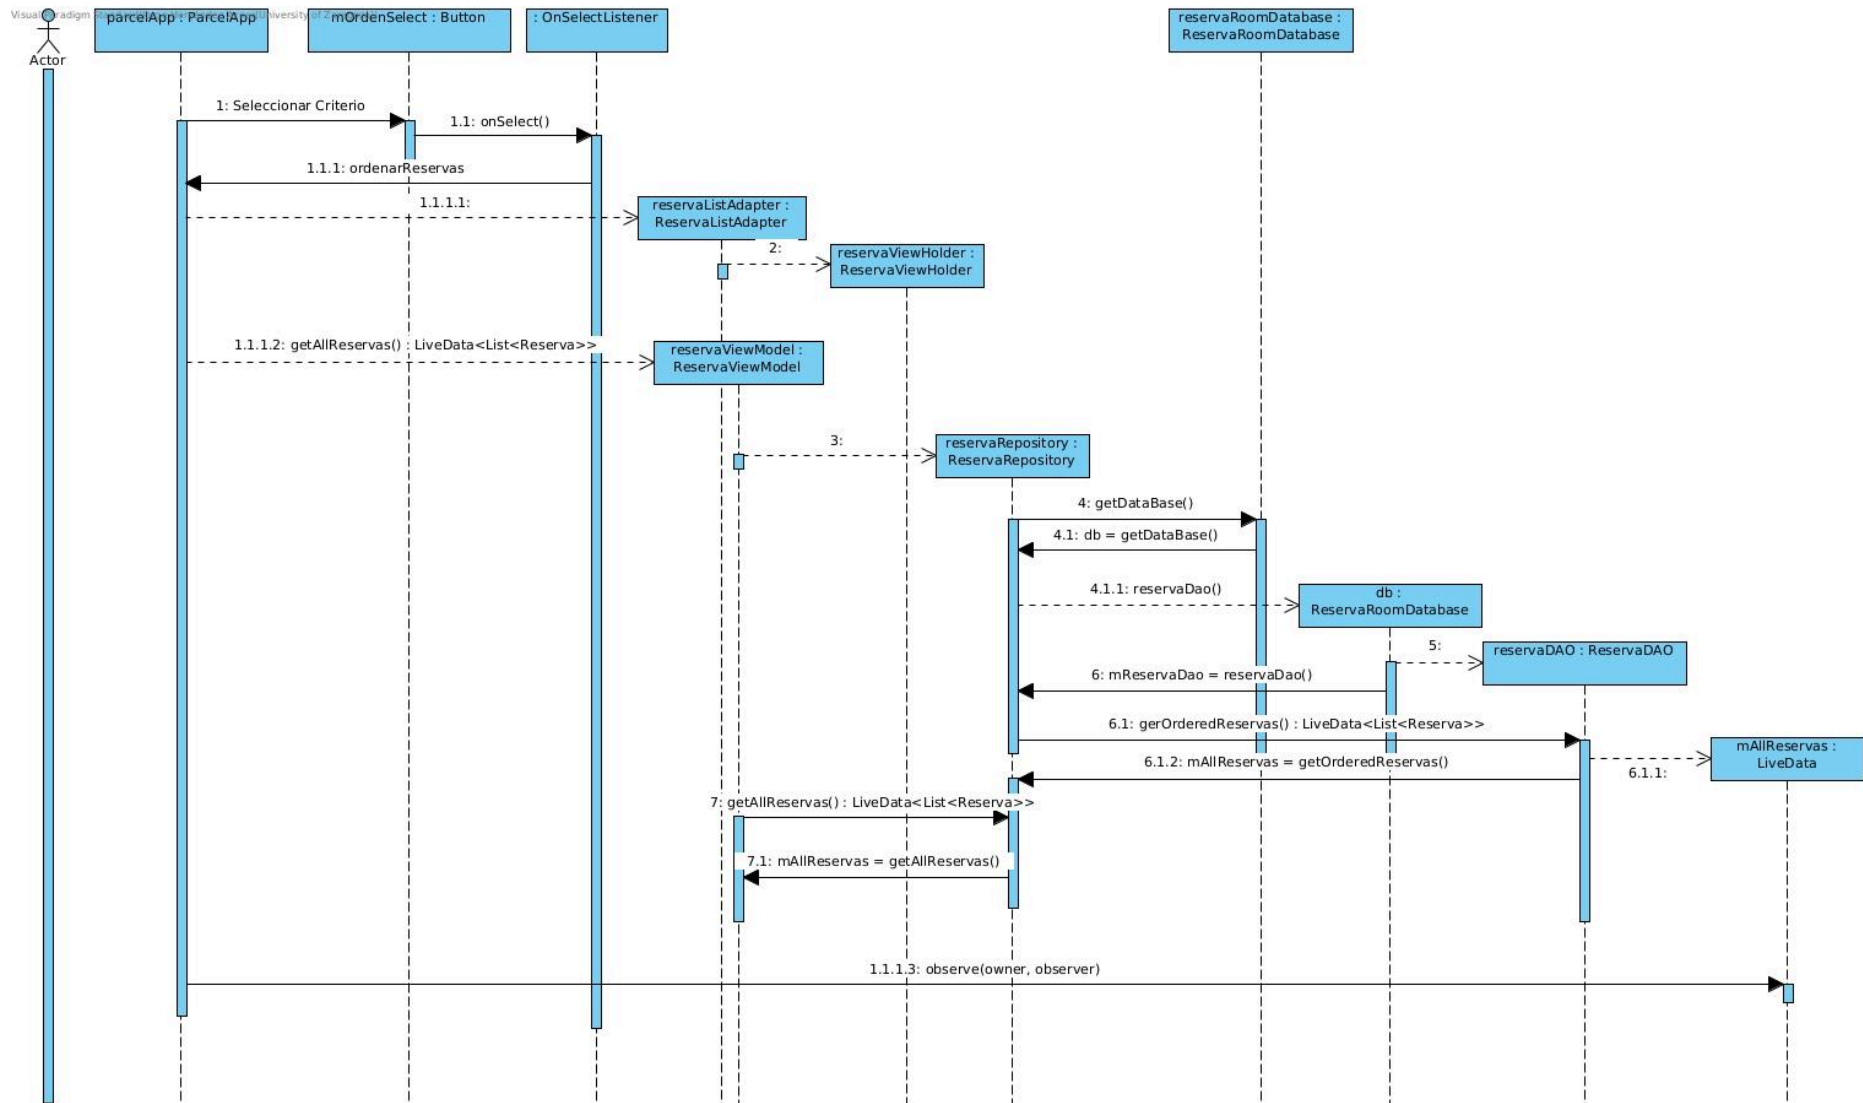 Visual Paradigm
University of
Actor
parcelApp : ParcelApp
mOrdenSelect : Button
: OnSelectListener
reservaRoomDatabase :
ReservaRoomDatabase
1: Seleccionar Criterio
1.1: onSelect()
1.1.1: ordenarReservas
1.1.1.1:
reservaListAdapter :
ReservaListAdapter
2:
reservaViewHolder :
ReservaViewHolder
1.1.1.2: getAllReservas() : LiveData<List<Reserva>>
reservaViewModel :
ReservaViewModel
3:
reservaRepository :
ReservaRepository
4: getDataBase()
4.1: db = getDataBase()
4.1.1: reservaDao()
db :
ReservaRoomDatabase
5:
reservaDAO : ReservaDAO
6: mReservaDao = reservaDao()
6.1: gerOrderedReservas() : LiveData<List<Reserva>>
mAllReservas :
LiveData
6.1.2: mAllReservas = getOrderedReservas()
6.1.1:
7: getAllReservas() : LiveData<List<Reserva>>
7.1: mAllReservas = getAllReservas()
1.1.1.3: observe(owner, observer)